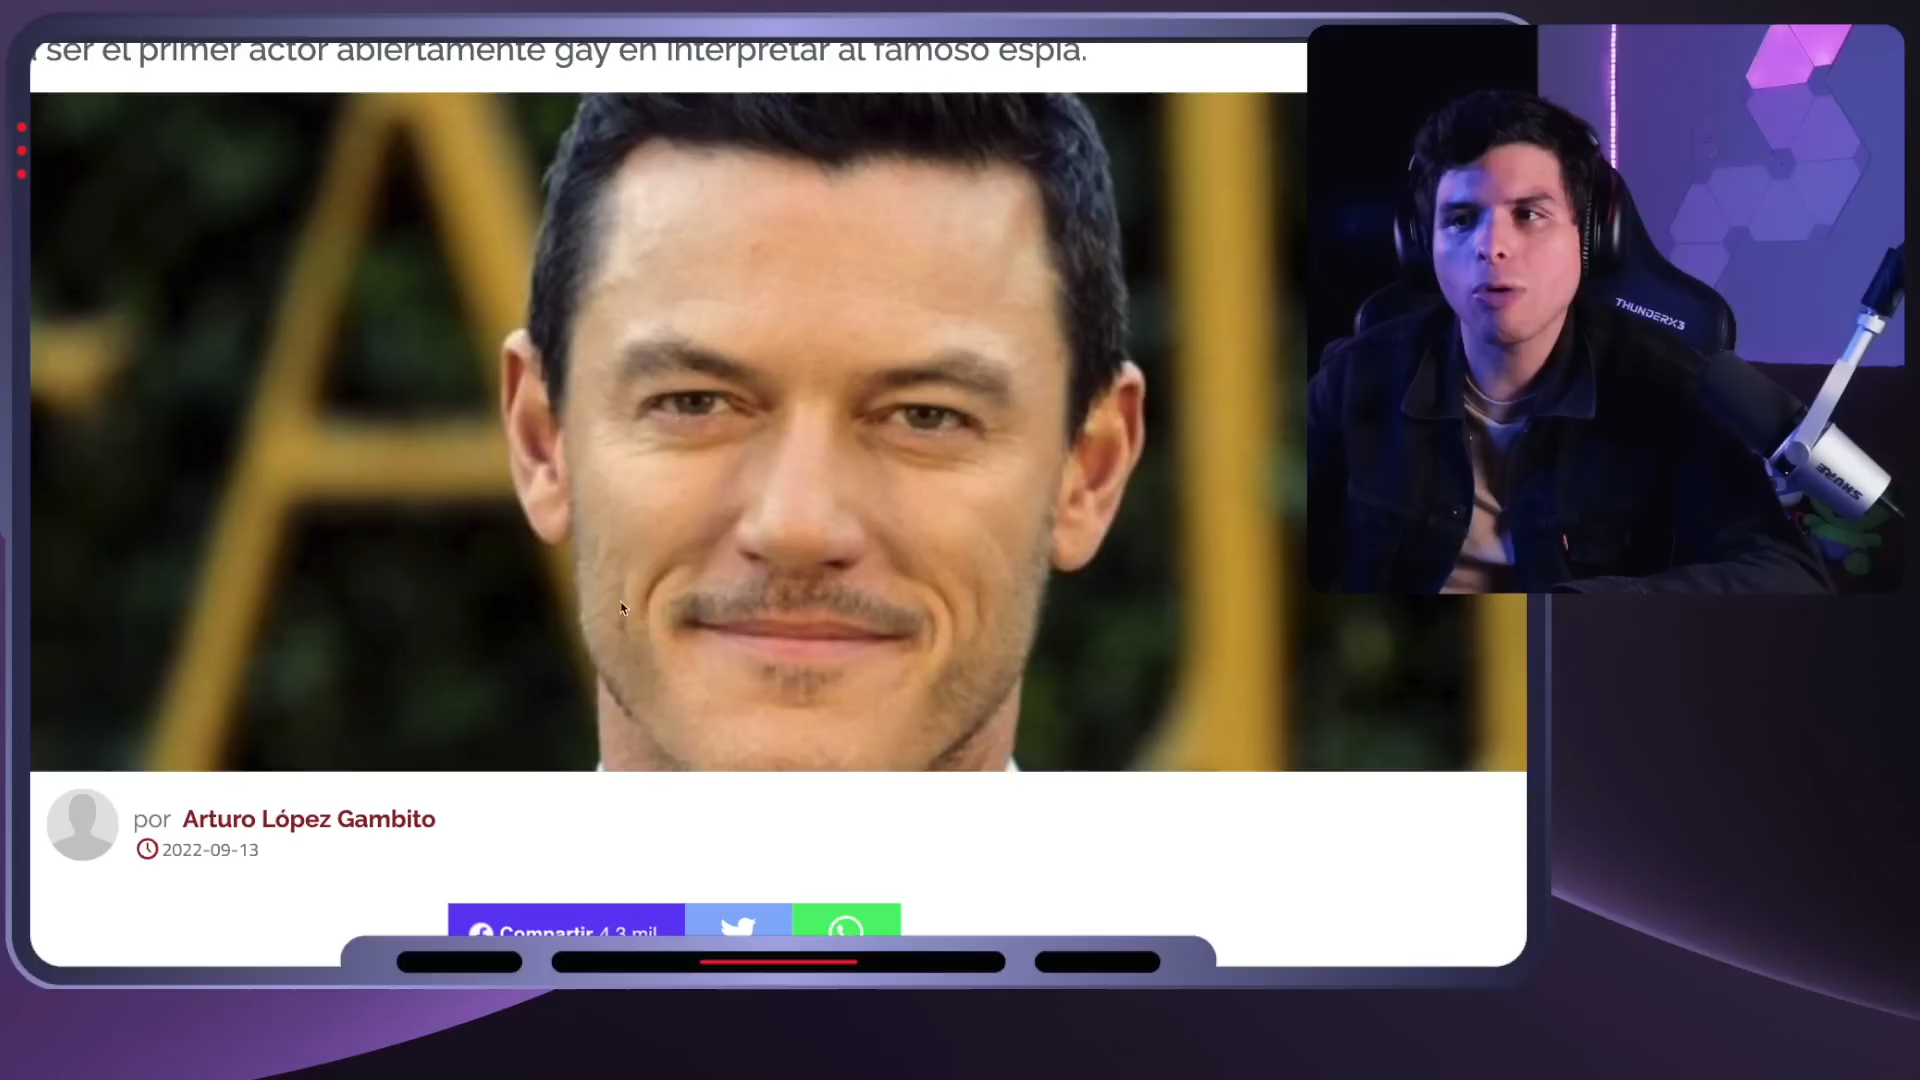 ser el primer actor abiertamente gay en interpretar al famoso espía.
THUNDERX3
SHURE
por Arturo López Gambito
2022-09-13
Compartir 4.3 mil